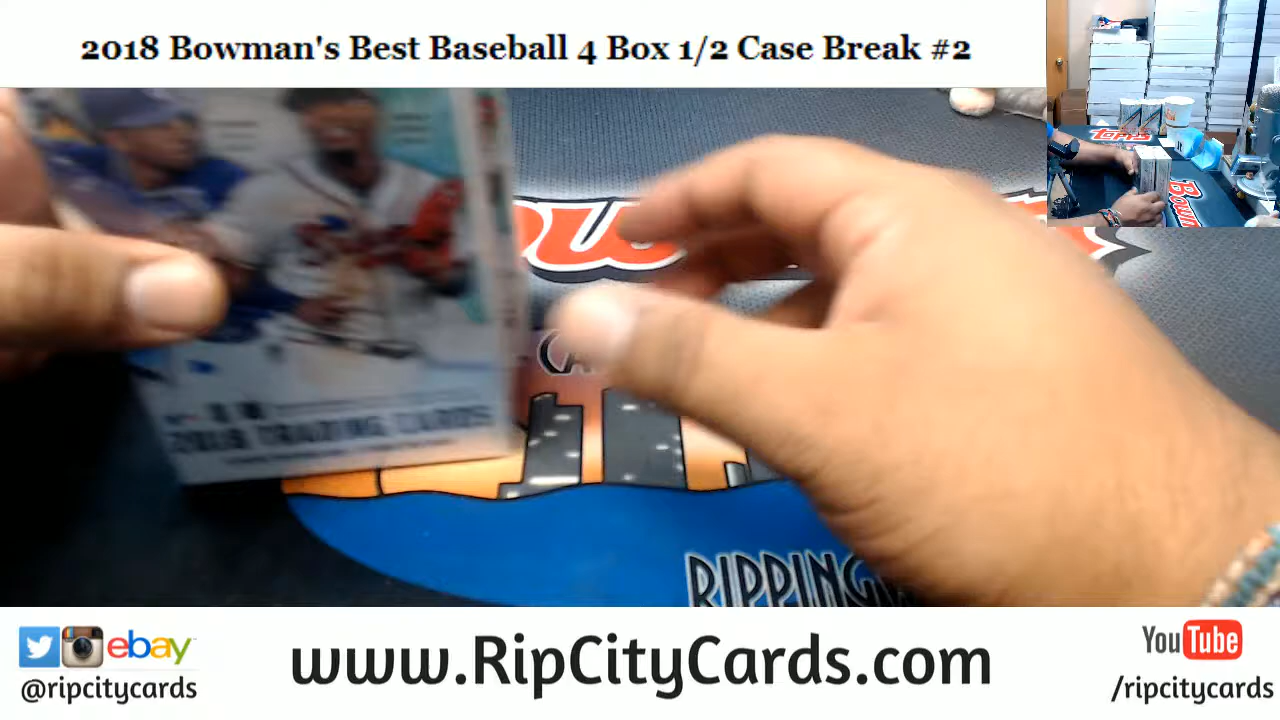 2018 Bowman's Best Baseball 4 Box 1/2 Case Break #2
TOPPS
2018 TRADING CARDS
RIPPING
ebay
@ripcitycards
www.RipCityCards.com
YouTube
/ripcitycards